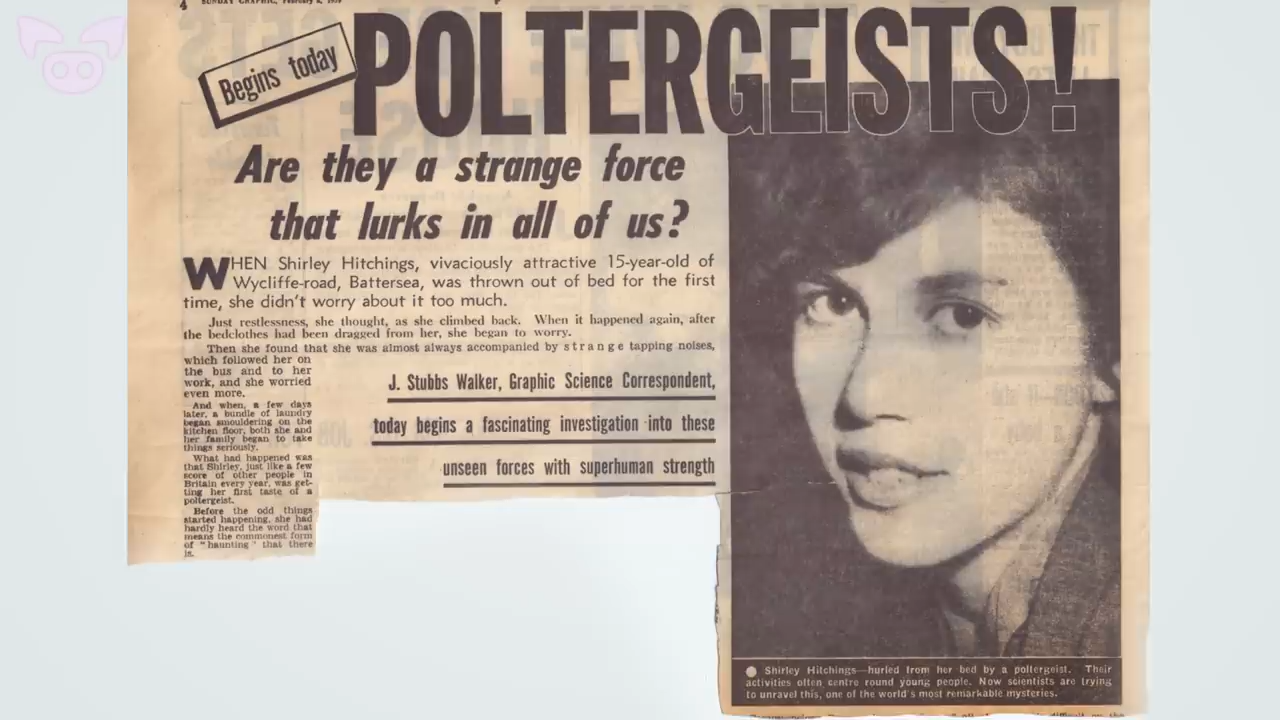 4 SUNDAY GRAPHIC, February
Begins today
POLTERGEISTS!
Are they a strange force
that lurks in all of us?
WHEN Shirley Hitchings, vivaciously attractive 15-year-old of
Wycliffe-road, Battersea, was thrown out of bed for the first
time, she didn't worry about it too much.
Just restlessness, she thought, as she climbed back. When it happened again, after
the bedclothes had been dragged from her, she began to worry.
Then she found that she was almost always accompanied by strange tapping noises,
which followed her on
the bus and to her
work, and she worried
even more.
And when, a few days
later, a bundle of laundry
began smouldering on the
kitchen floor, both she and
her family began to take
things seriously.
What had happened was
that Shirley, just like a few
score of other people in
Britain every year, was get-
ting her first taste of a
poltergeist.
Before the odd things
started happening, she had
hardly heard the word that
means the commonest form
of "haunting" that there
is.
J. Stubbs Walker, Graphic Science Correspondent,
today begins a fascinating investigation into these
unseen forces with superhuman strength
● Shirley Hitchings—hurled from her bed by a poltergeist. Their
activities often centre round young people. Now scientists are trying
to unravel this, one of the world's most remarkable mysteries.